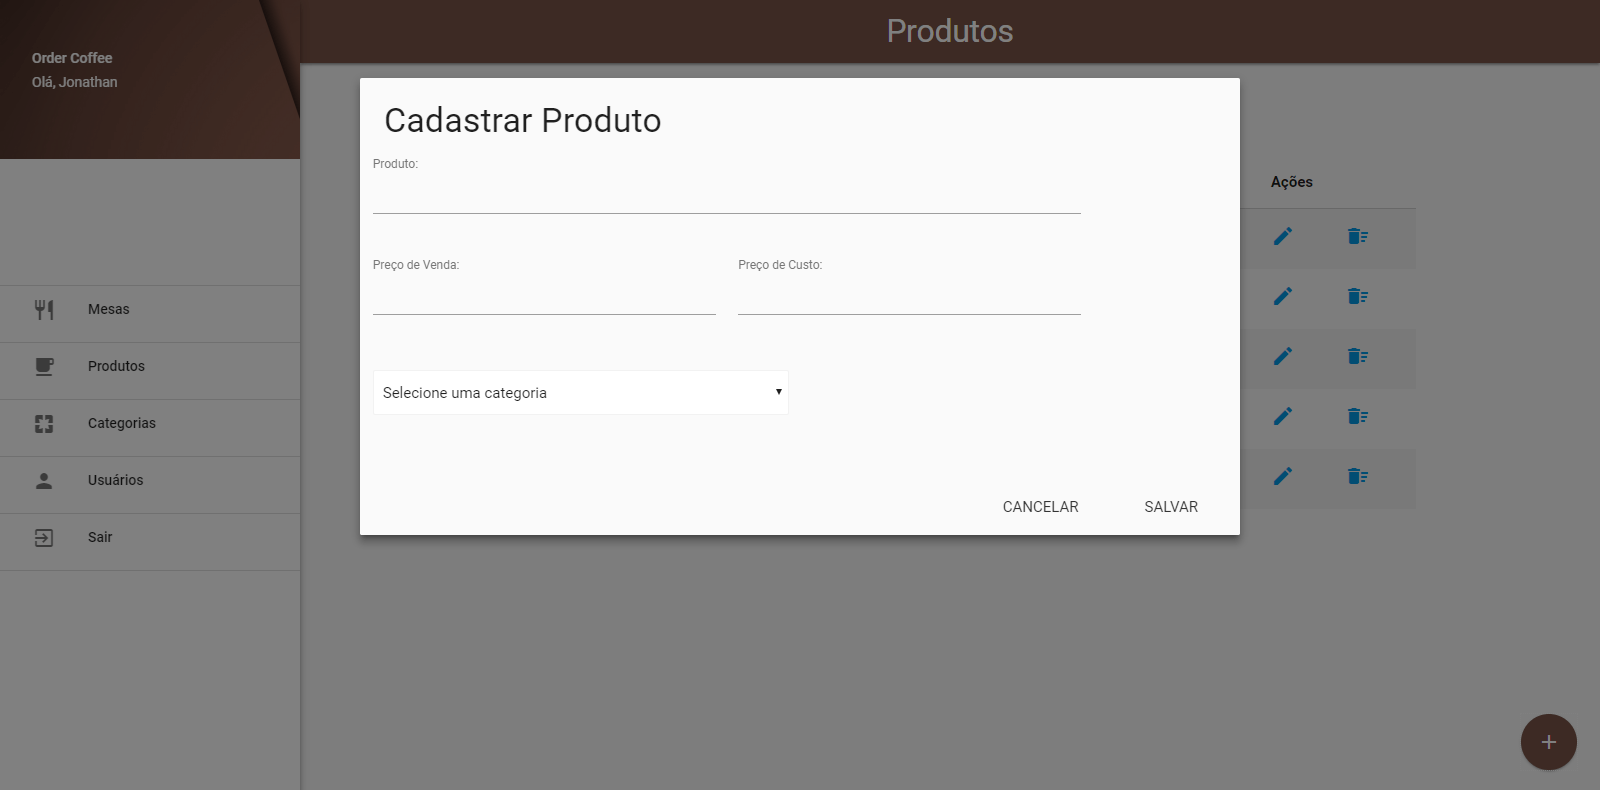 Order Coffee
Olá, Jonathan
Mesas
Produtos
Categorias
Usuários
Sair
Produtos
Cadastrar Produto
Produto:
Preço de Venda:
Preço de Custo:
Selecione uma categoria
CANCELAR
SALVAR
Ações